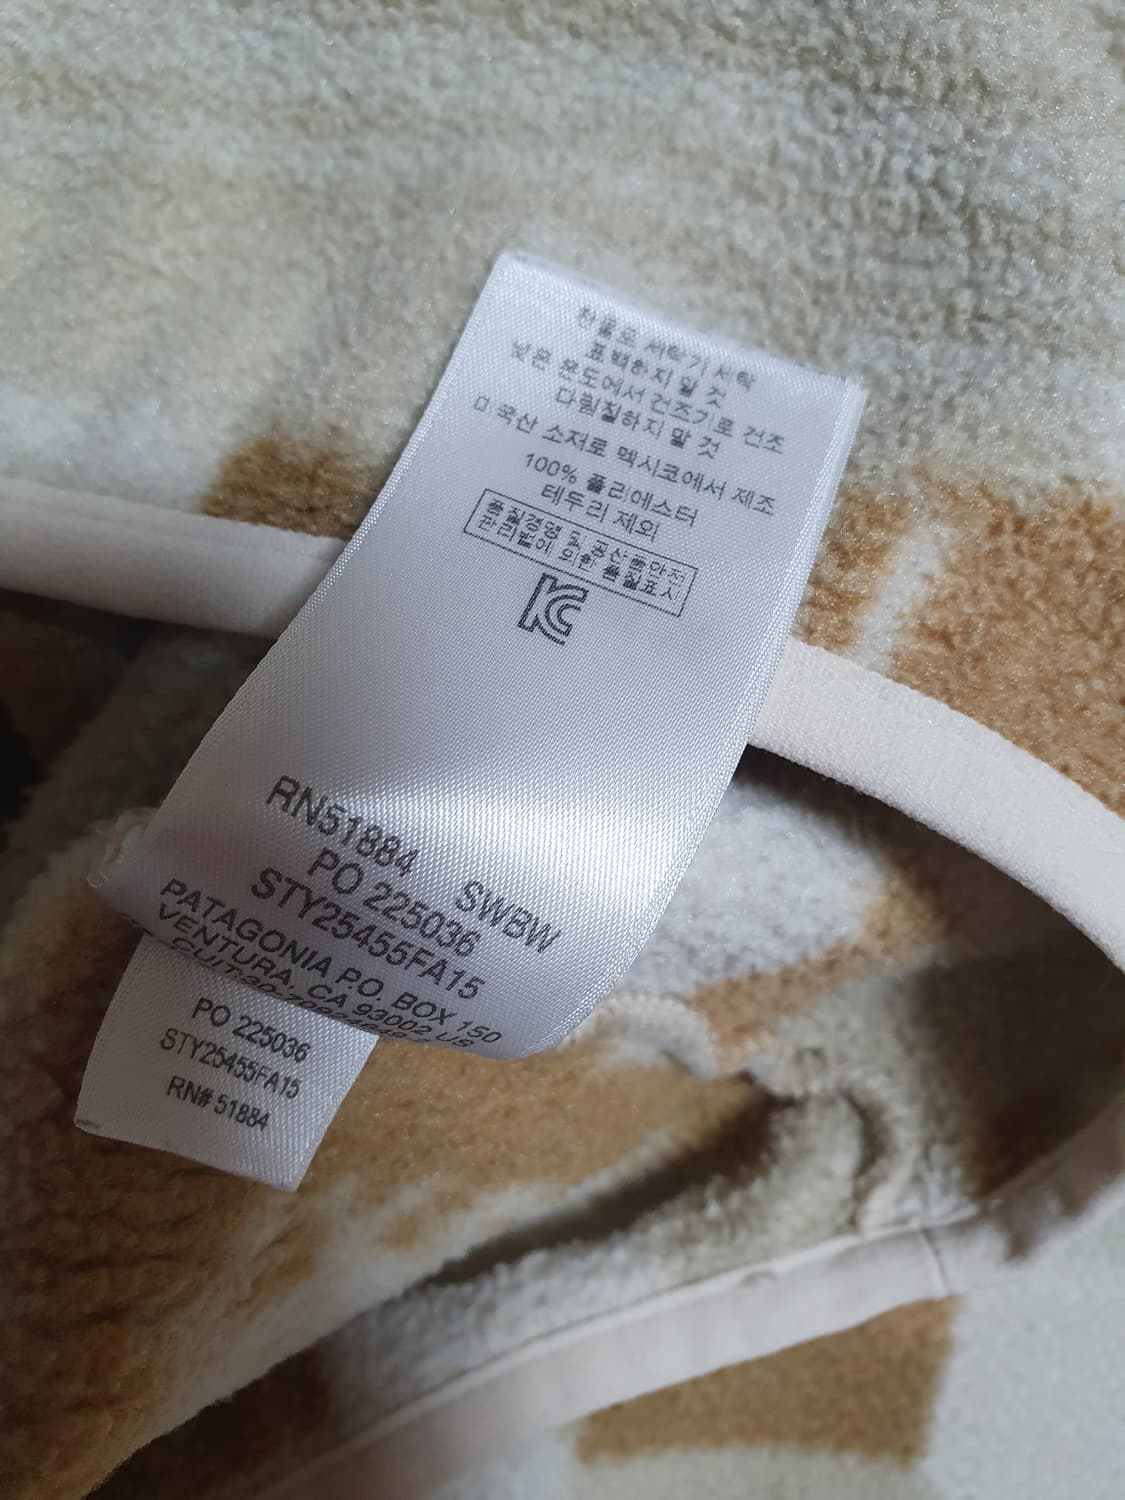 찬물로 세탁기 세탁
표백하지 말 것
낮은 온도에서 건조기로 건조
다림질하지 말 것
미국산 소재로 멕시코에서 제조
100% 폴리에스터
테두리 제외
품질경영 및 공산품안전
관리법에 의한 품질표시
KC
RN51884 SWBW
PO 225036
STY25455FA15
PATAGONIA P.O. BOX 150
VENTURA, CA 93002 US
PO 225036
STY25455FA15
RN# 51884